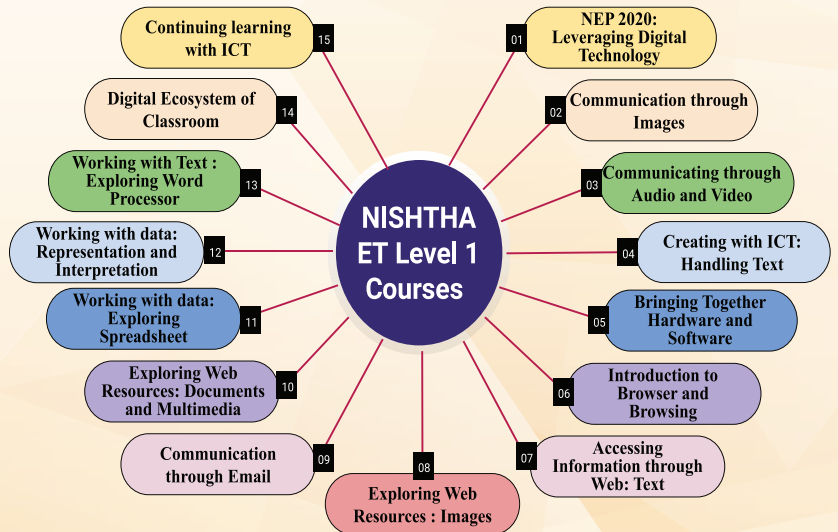 NISHTHA
ET Level 1
Courses
01
NEP 2020:
Leveraging Digital
Technology
02
Communication through
Images
03
Communicating through
Audio and Video
04
Creating with ICT:
Handling Text
05
Bringing Together
Hardware and
Software
06
Introduction to
Browser and
Browsing
07
Accessing
Information through
Web: Text
08
Exploring Web
Resources : Images
09
Communication
through Email
10
Exploring Web
Resources: Documents
and Multimedia
11
Working with data:
Exploring
Spreadsheet
12
Working with data:
Representation and
Interpretation
13
Working with Text :
Exploring Word
Processor
14
Digital Ecosystem of
Classroom
15
Continuing learning
with ICT